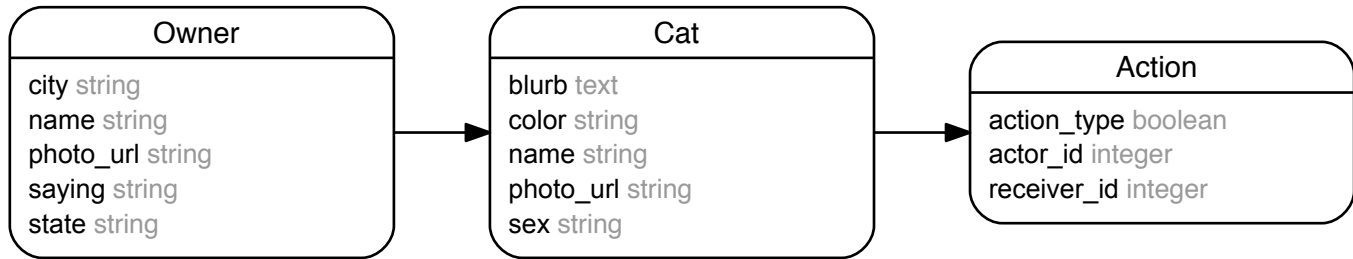 Owner
city string
name string
photo_url string
saying string
state string
Cat
blurb text
color string
name string
photo_url string
sex string
Action
action_type boolean
actor_id integer
receiver_id integer